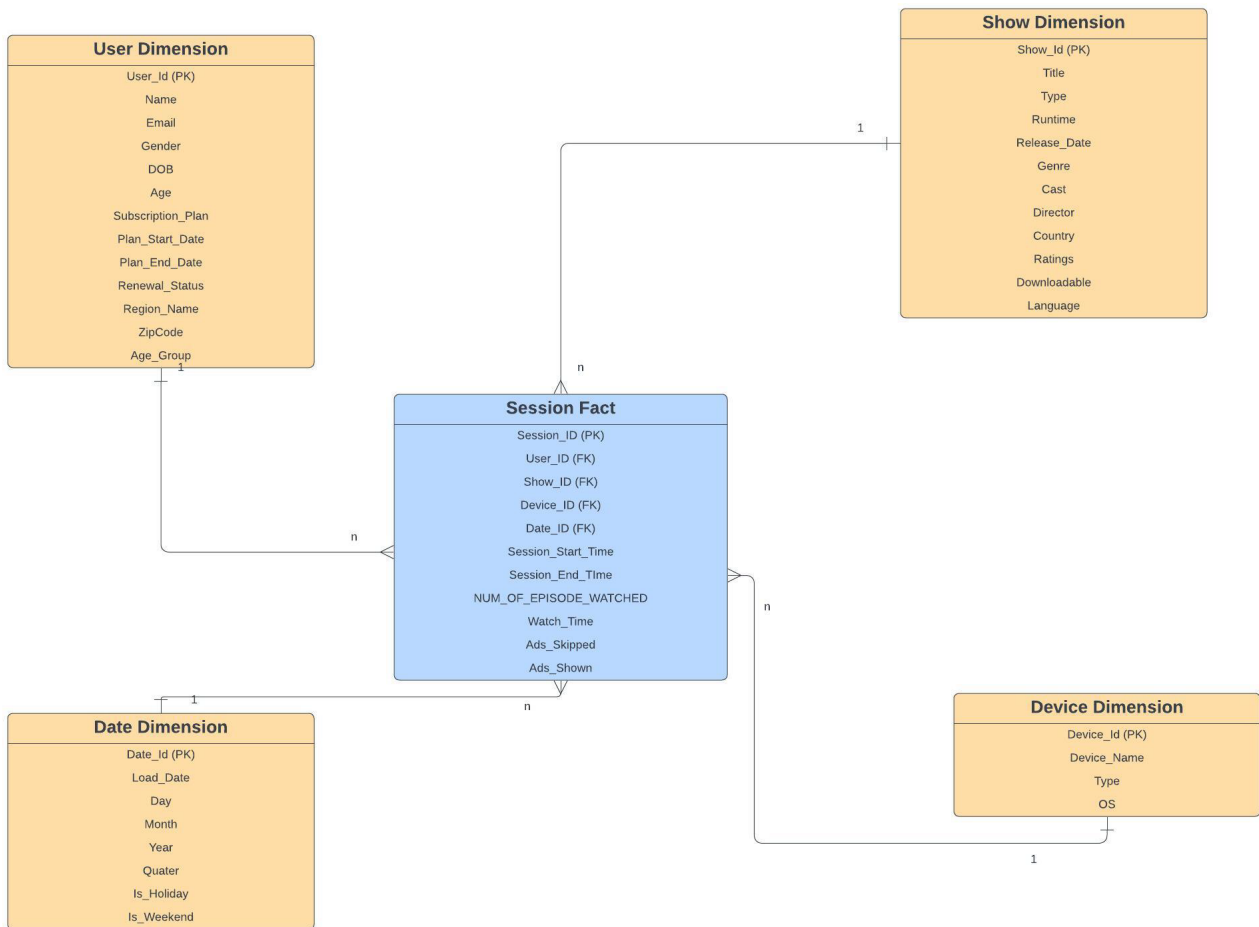 User Dimension
User_Id (PK)
Name
Email
Gender
DOB
Age
Subscription_Plan
Plan_Start_Date
Plan_End_Date
Renewal_Status
Region_Name
ZipCode
Age_Group
1
n
Show Dimension
Show_Id (PK)
Title
Type
Runtime
Release_Date
Genre
Cast
Director
Country
Ratings
Downloadable
Language
1
n
Session Fact
Session_ID (PK)
User_ID (FK)
Show_ID (FK)
Device_ID (FK)
Date_ID (FK)
Session_Start_Time
Session_End_TIme
NUM_OF_EPISODE_WATCHED
Watch_Time
Ads_Skipped
Ads_Shown
n
1
n
1
Date Dimension
Date_Id (PK)
Load_Date
Day
Month
Year
Quater
Is_Holiday
Is_Weekend
Device Dimension
Device_Id (PK)
Device_Name
Type
OS